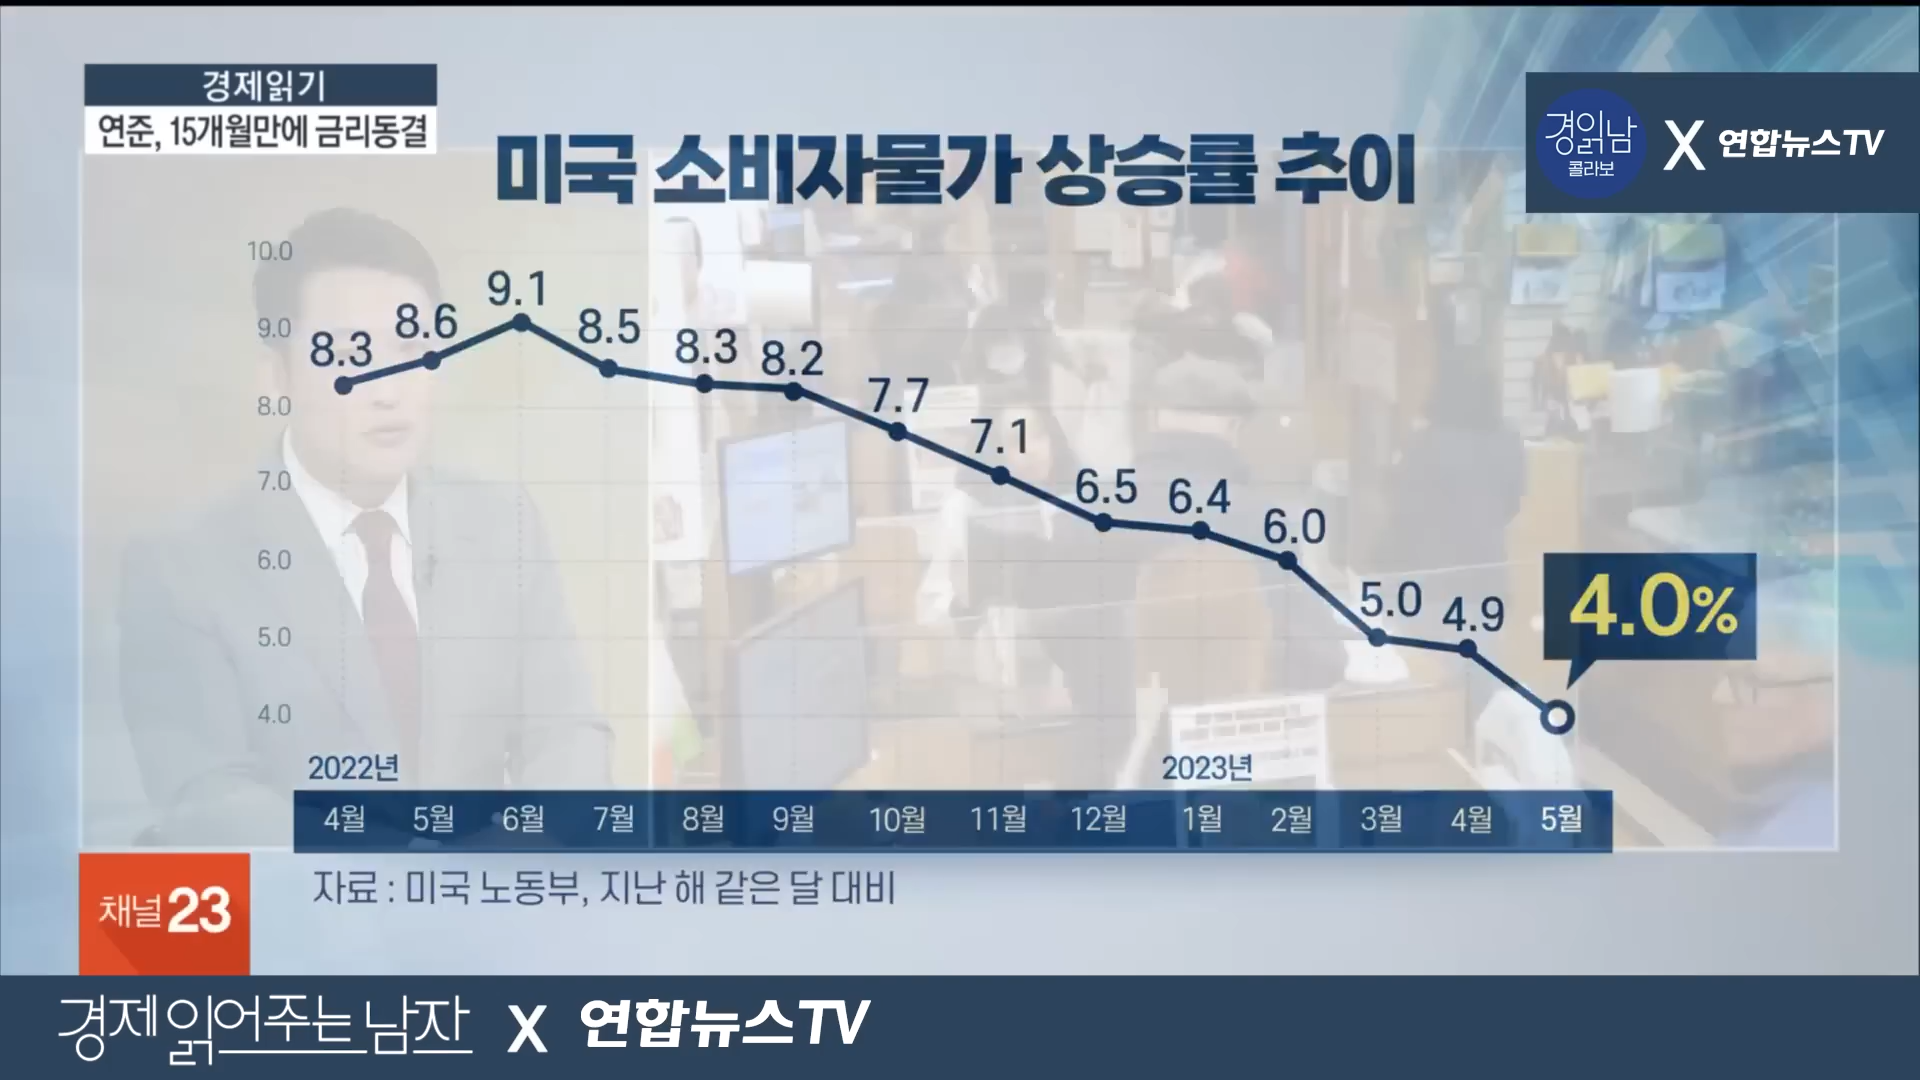 경제읽기
연준, 15개월만에 금리동결
미국 소비자물가 상승률 추이
경읽남
콜라보
X 연합뉴스TV
10.0
9.0
8.0
7.0
6.0
5.0
4.0
8.3
8.6
9.1
8.5
8.3
8.2
7.7
7.1
6.5
6.4
6.0
5.0
4.9
4.0%
2022년
2023년
4월 5월 6월 7월 8월 9월 10월 11월 12월 1월 2월 3월 4월 5월
자료 : 미국 노동부, 지난 해 같은 달 대비
채널 23
경제 읽어주는 남자 X 연합뉴스TV